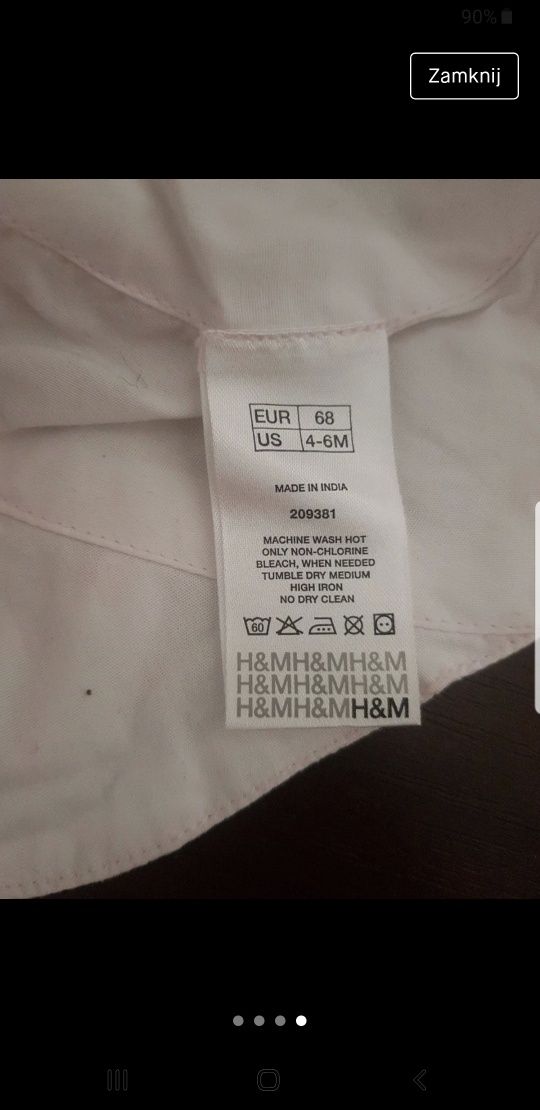 90%
Zamknij
EUR 68
US 4-6M
MADE IN INDIA
209381
MACHINE WASH HOT
ONLY NON-CHLORINE
BLEACH, WHEN NEEDED
TUMBLE DRY MEDIUM
HIGH IRON
NO DRY CLEAN
60
H&MH&MH&M
H&MH&MH&M
H&MH&MH&M